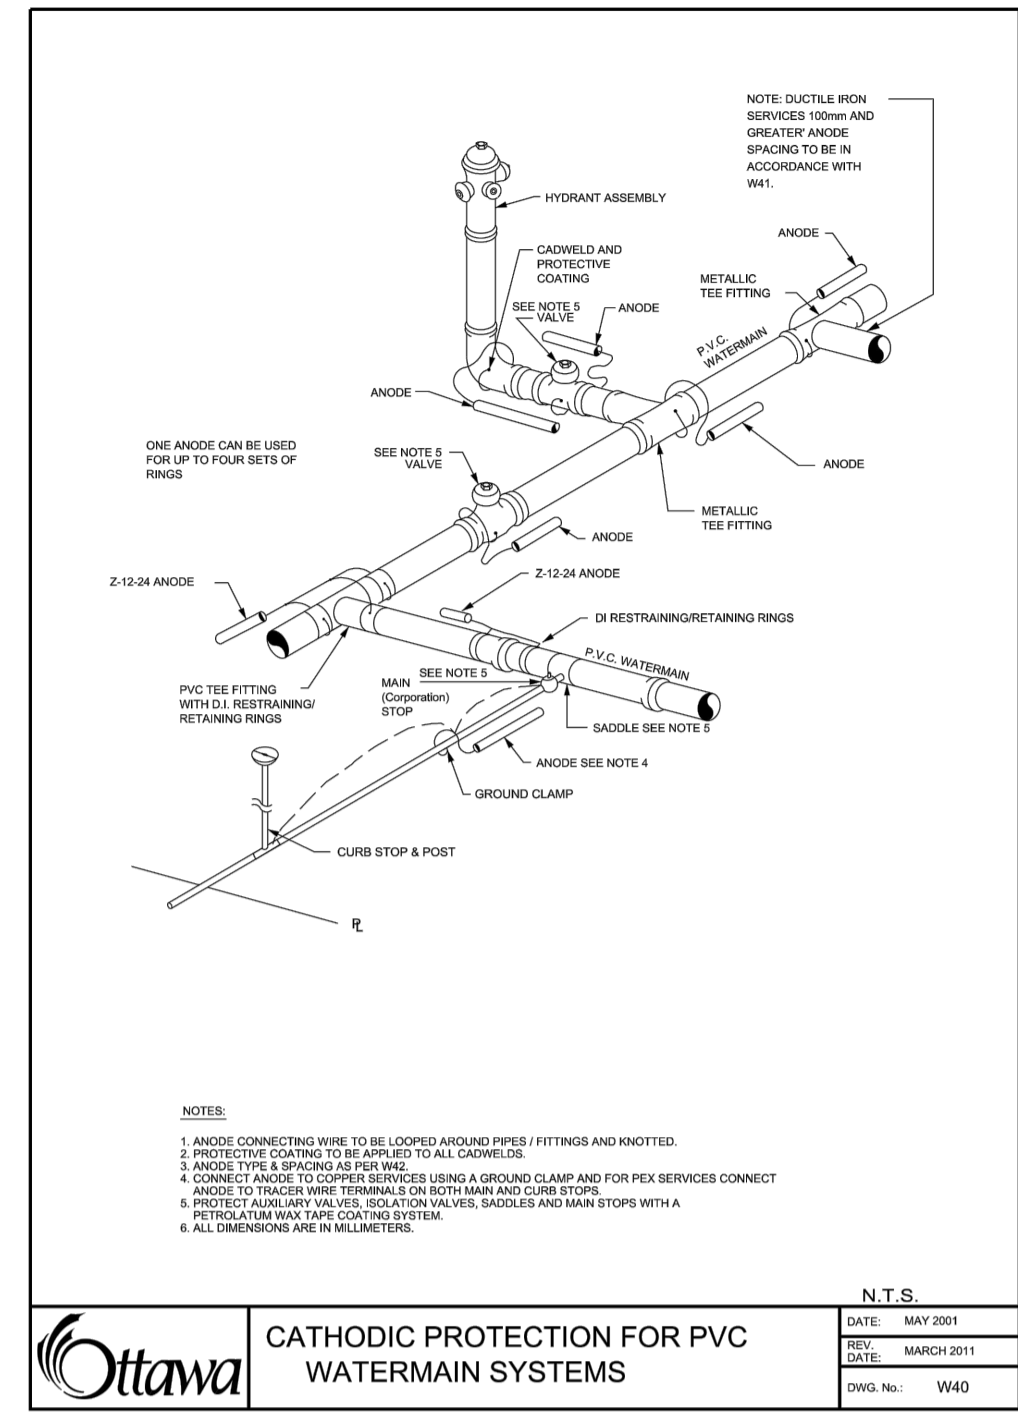 NOTE: DUCTILE IRON
SERVICES 100mm AND
GREATER' ANODE
SPACING TO BE IN
ACCORDANCE WITH
W41.
HYDRANT ASSEMBLY
ANODE
CADWELD AND
PROTECTIVE
COATING
METALLIC
TEE FITTING
SEE NOTE 5
VALVE
ANODE
P.V.C.
WATERMAIN
ANODE
ONE ANODE CAN BE USED
FOR UP TO FOUR SETS OF
RINGS
SEE NOTE 5
VALVE
ANODE
METALLIC
TEE FITTING
ANODE
Z-12-24 ANODE
Z-12-24 ANODE
DI RESTRAINING/RETAINING RINGS
P.V.C. WATERMAIN
SEE NOTE 5
MAIN
(Corporation)
STOP
PVC TEE FITTING
WITH D.I. RESTRAINING/
RETAINING RINGS
SADDLE SEE NOTE 5
ANODE SEE NOTE 4
GROUND CLAMP
CURB STOP & POST
PL
NOTES:
1. ANODE CONNECTING WIRE TO BE LOOPED AROUND PIPES / FITTINGS AND KNOTTED.
2. PROTECTIVE COATING TO BE APPLIED TO ALL CADWELDS.
3. ANODE TYPE & SPACING AS PER W42.
4. CONNECT ANODE TO COPPER SERVICES USING A GROUND CLAMP AND FOR PEX SERVICES CONNECT
ANODE TO TRACER WIRE TERMINALS ON BOTH MAIN AND CURB STOPS.
5. PROTECT AUXILIARY VALVES, ISOLATION VALVES, SADDLES AND MAIN STOPS WITH A
PETROLATUM WAX TAPE COATING SYSTEM.
6. ALL DIMENSIONS ARE IN MILLIMETERS.
N.T.S.
Ottawa
CATHODIC PROTECTION FOR PVC
WATERMAIN SYSTEMS
DATE: MAY 2001
REV.
DATE: MARCH 2011
DWG. No.: W40